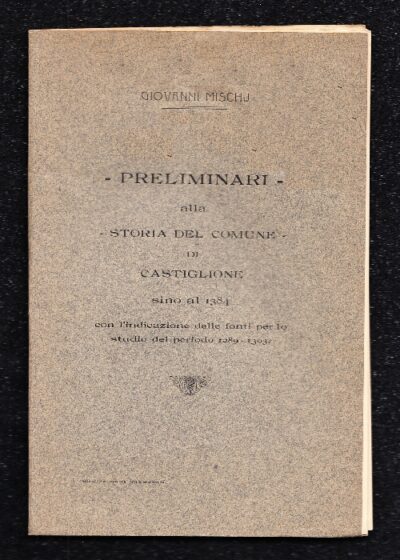 GIOVANNI MISCHJ
- PRELIMINARI -
alla
- STORIA DEL COMUNE -
DI
CASTIGLIONE
sino al 1384
con l'indicazione delle fonti per lo
studio del periodo 1289-1303